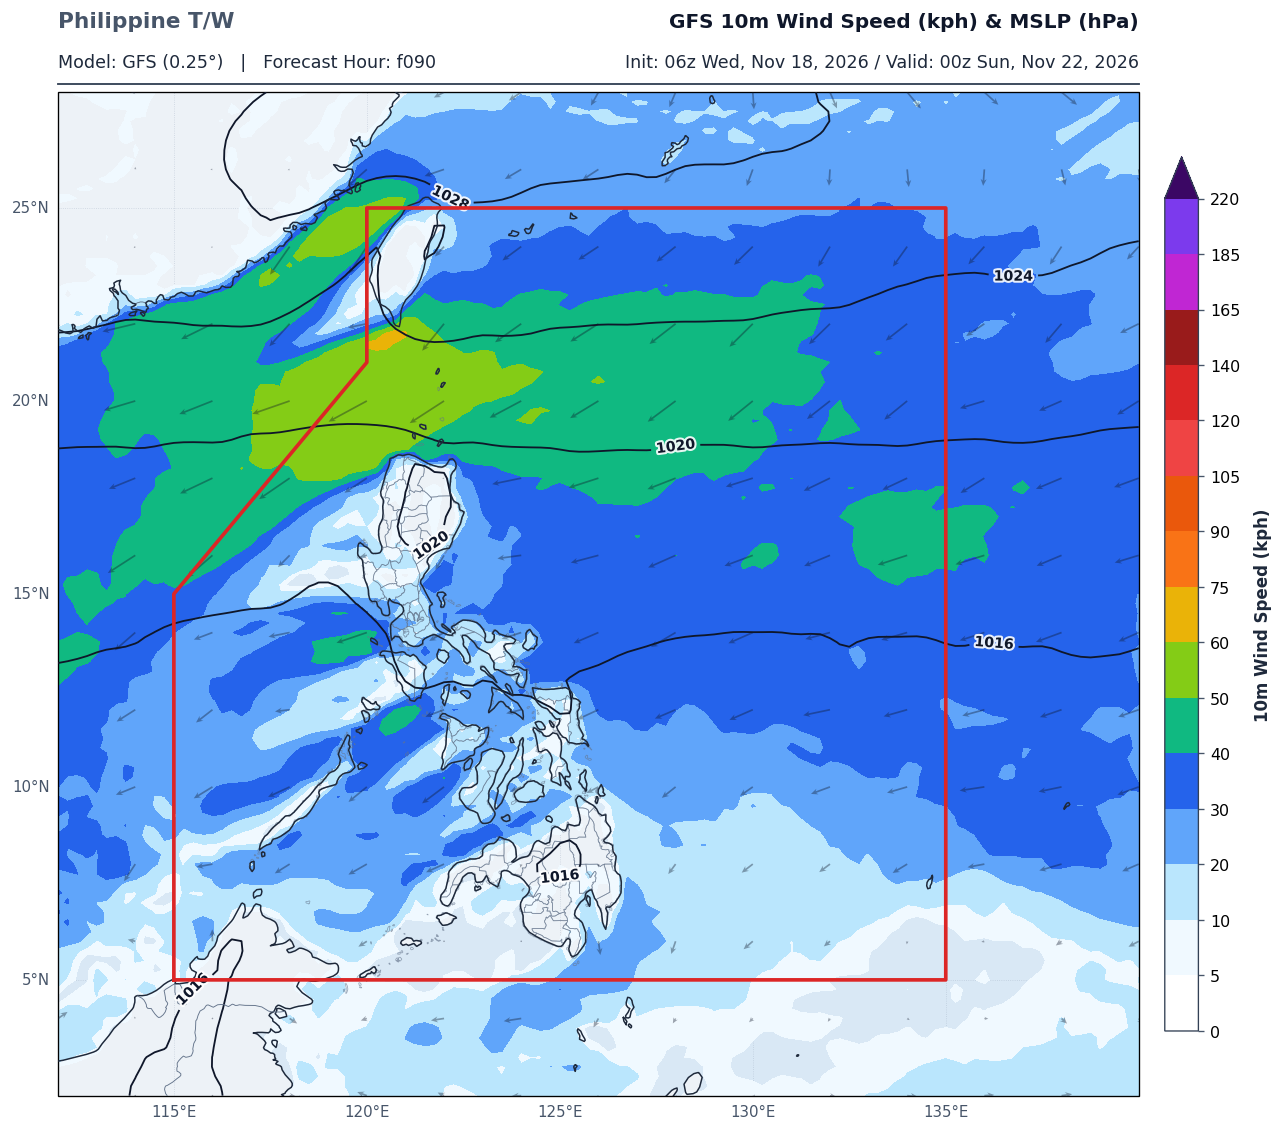 Philippine T/W
GFS 10m Wind Speed (kph) & MSLP (hPa)
Model: GFS (0.25°) | Forecast Hour: f090
Init: 06z Wed, Nov 18, 2026 / Valid: 00z Sun, Nov 22, 2026
1028
25°N
1024
20°N
1020
1020
15°N
1016
10°N
1016
5°N
1016
115°E
120°E
125°E
130°E
135°E
220
185
165
140
120
105
90
75
60
50
40
30
20
10
5
0
10m Wind Speed (kph)